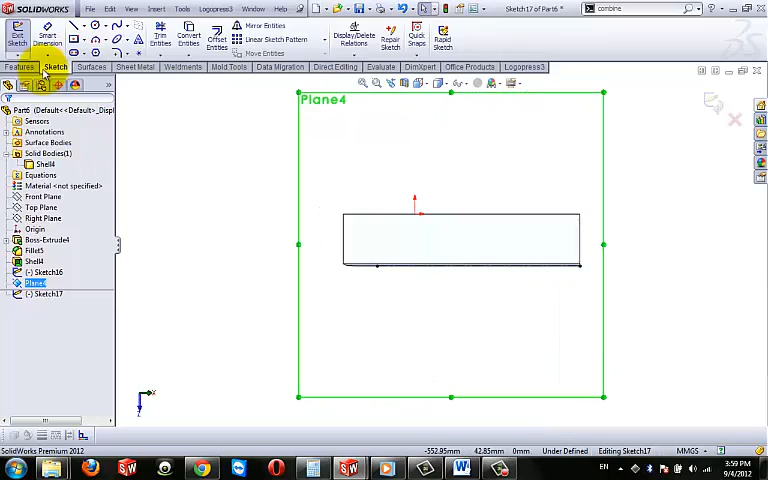 SOLIDWORKS File Edit View Insert Tools Logopress3 Window Help Sketch17 of Part6 * combine
Exit Sketch Smart Dimension Trim Entities Convert Entities Offset Entities Mirror Entities Linear Sketch Pattern Move Entities Display/Delete Relations Repair Sketch Quick Snaps Rapid Sketch
Features Sketch Surfaces Sheet Metal Weldments Mold Tools Data Migration Direct Editing Evaluate DimXpert Office Products Logopress3
Plane4
Part6 (Default<<Default>_Displ
Sensors
Annotations
Surface Bodies
Solid Bodies(1)
Shell4
Equations
Material <not specified>
Front Plane
Top Plane
Right Plane
Origin
Boss-Extrude4
Fillet5
Shell4
(-) Sketch16
Plane4
(-) Sketch17
X
Z
SolidWorks Premium 2012 -552.95mm 42.85mm 0mm Under Defined Editing Sketch17 MMGS
EN 3:59 PM
9/4/2012